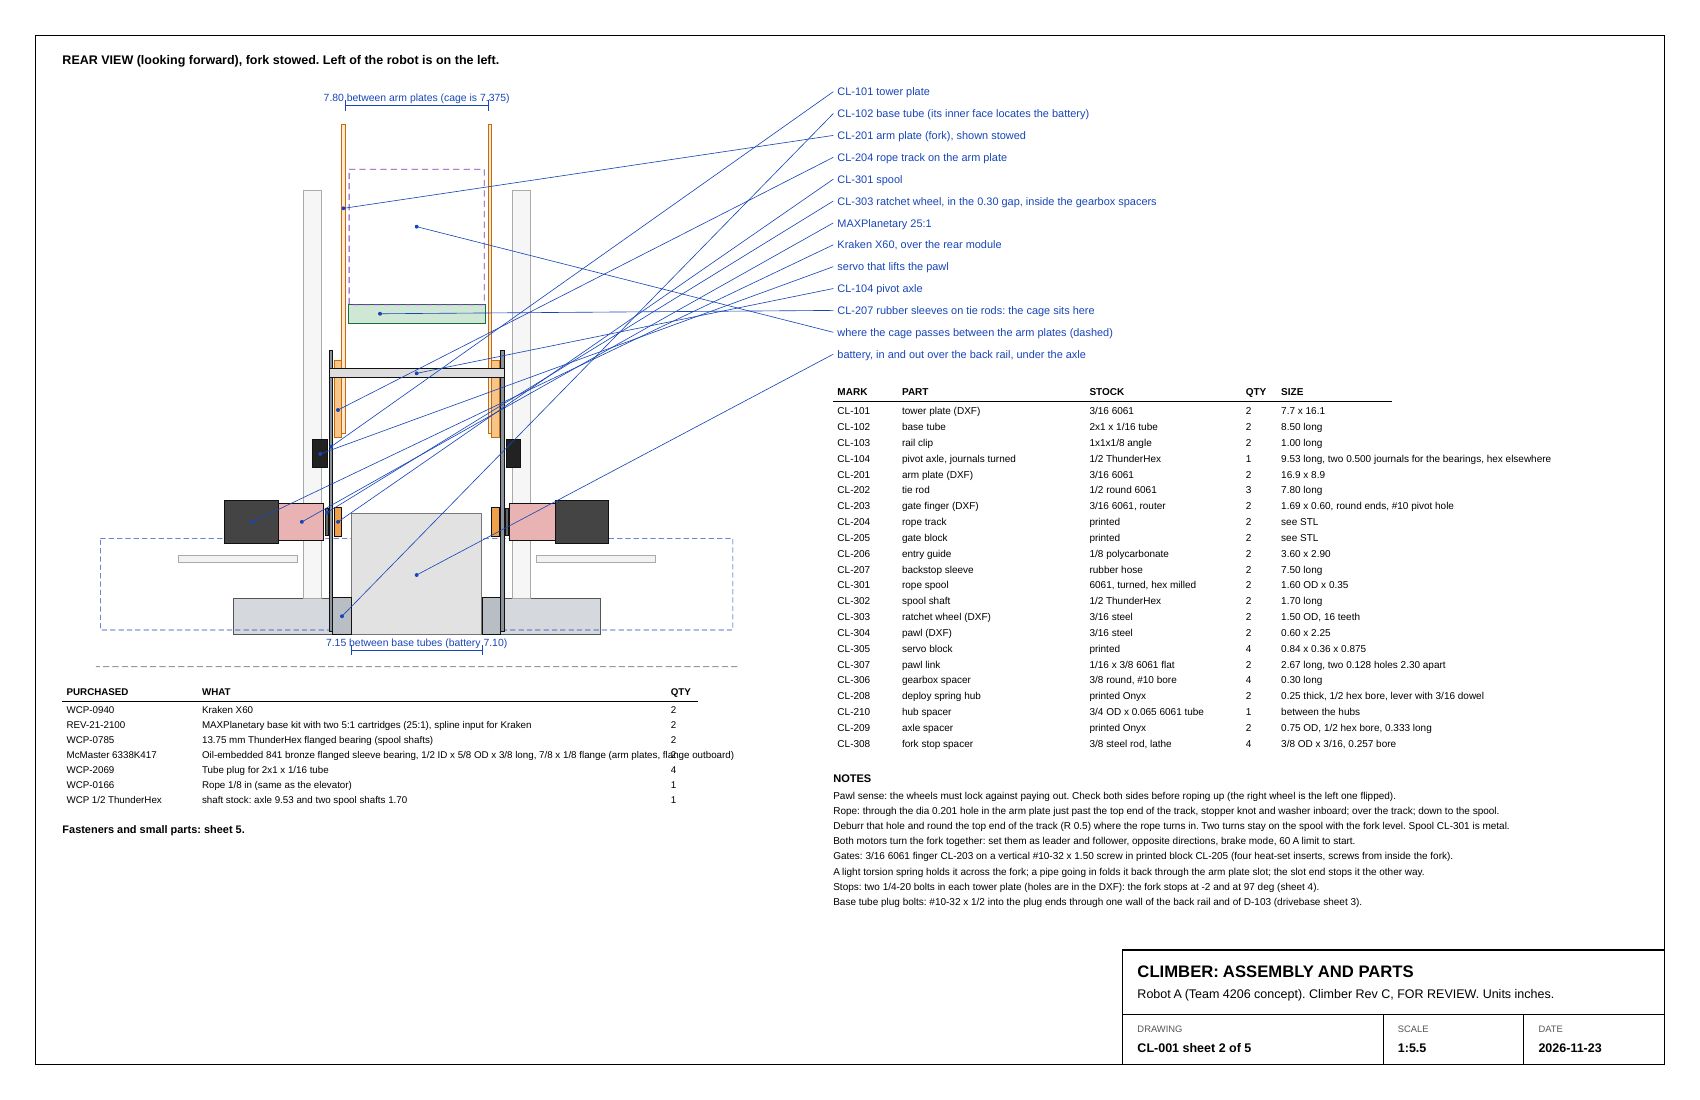 REAR VIEW (looking forward), fork stowed. Left of the robot is on the left.
7.80 between arm plates (cage is 7.375)
CL-101 tower plate
CL-102 base tube (its inner face locates the battery)
CL-201 arm plate (fork), shown stowed
CL-204 rope track on the arm plate
CL-301 spool
CL-303 ratchet wheel, in the 0.30 gap, inside the gearbox spacers
MAXPlanetary 25:1
Kraken X60, over the rear module
servo that lifts the pawl
CL-104 pivot axle
CL-207 rubber sleeves on tie rods: the cage sits here
where the cage passes between the arm plates (dashed)
battery, in and out over the back rail, under the axle
7.15 between base tubes (battery 7.10)
MARK PART STOCK QTY SIZE
CL-101 tower plate (DXF) 3/16 6061 2 7.7 x 16.1
CL-102 base tube 2x1 x 1/16 tube 2 8.50 long
CL-103 rail clip 1x1x1/8 angle 2 1.00 long
CL-104 pivot axle, journals turned 1/2 ThunderHex 1 9.53 long, two 0.500 journals for the bearings, hex elsewhere
CL-201 arm plate (DXF) 3/16 6061 2 16.9 x 8.9
CL-202 tie rod 1/2 round 6061 3 7.80 long
CL-203 gate finger (DXF) 3/16 6061, router 2 1.69 x 0.60, round ends, #10 pivot hole
CL-204 rope track printed 2 see STL
CL-205 gate block printed 2 see STL
CL-206 entry guide 1/8 polycarbonate 2 3.60 x 2.90
CL-207 backstop sleeve rubber hose 2 7.50 long
CL-301 rope spool 6061, turned, hex milled 2 1.60 OD x 0.35
CL-302 spool shaft 1/2 ThunderHex 2 1.70 long
CL-303 ratchet wheel (DXF) 3/16 steel 2 1.50 OD, 16 teeth
CL-304 pawl (DXF) 3/16 steel 2 0.60 x 2.25
CL-305 servo block printed 4 0.84 x 0.36 x 0.875
CL-307 pawl link 1/16 x 3/8 6061 flat 2 2.67 long, two 0.128 holes 2.30 apart
CL-306 gearbox spacer 3/8 round, #10 bore 4 0.30 long
CL-208 deploy spring hub printed Onyx 2 0.25 thick, 1/2 hex bore, lever with 3/16 dowel
CL-210 hub spacer 3/4 OD x 0.065 6061 tube 1 between the hubs
CL-209 axle spacer printed Onyx 2 0.75 OD, 1/2 hex bore, 0.333 long
CL-308 fork stop spacer 3/8 steel rod, lathe 4 3/8 OD x 3/16, 0.257 bore
PURCHASED WHAT QTY
WCP-0940 Kraken X60 2
REV-21-2100 MAXPlanetary base kit with two 5:1 cartridges (25:1), spline input for Kraken 2
WCP-0785 13.75 mm ThunderHex flanged bearing (spool shafts) 2
McMaster 6338K417 Oil-embedded 841 bronze flanged sleeve bearing, 1/2 ID x 5/8 OD x 3/8 long, 7/8 x 1/8 flange (arm plates, flange outboard) 2
WCP-2069 Tube plug for 2x1 x 1/16 tube 4
WCP-0166 Rope 1/8 in (same as the elevator) 1
WCP 1/2 ThunderHex shaft stock: axle 9.53 and two spool shafts 1.70 1
Fasteners and small parts: sheet 5.
NOTES
Pawl sense: the wheels must lock against paying out. Check both sides before roping up (the right wheel is the left one flipped).
Rope: through the dia 0.201 hole in the arm plate just past the top end of the track, stopper knot and washer inboard; over the track; down to the spool.
Deburr that hole and round the top end of the track (R 0.5) where the rope turns in. Two turns stay on the spool with the fork level. Spool CL-301 is metal.
Both motors turn the fork together: set them as leader and follower, opposite directions, brake mode, 60 A limit to start.
Gates: 3/16 6061 finger CL-203 on a vertical #10-32 x 1.50 screw in printed block CL-205 (four heat-set inserts, screws from inside the fork).
A light torsion spring holds it across the fork; a pipe going in folds it back through the arm plate slot; the slot end stops it the other way.
Stops: two 1/4-20 bolts in each tower plate (holes are in the DXF): the fork stops at -2 and at 97 deg (sheet 4).
Base tube plug bolts: #10-32 x 1/2 into the plug ends through one wall of the back rail and of D-103 (drivebase sheet 3).
CLIMBER: ASSEMBLY AND PARTS
Robot A (Team 4206 concept). Climber Rev C, FOR REVIEW. Units inches.
DRAWING SCALE DATE
CL-001 sheet 2 of 5 1:5.5 2026-11-23